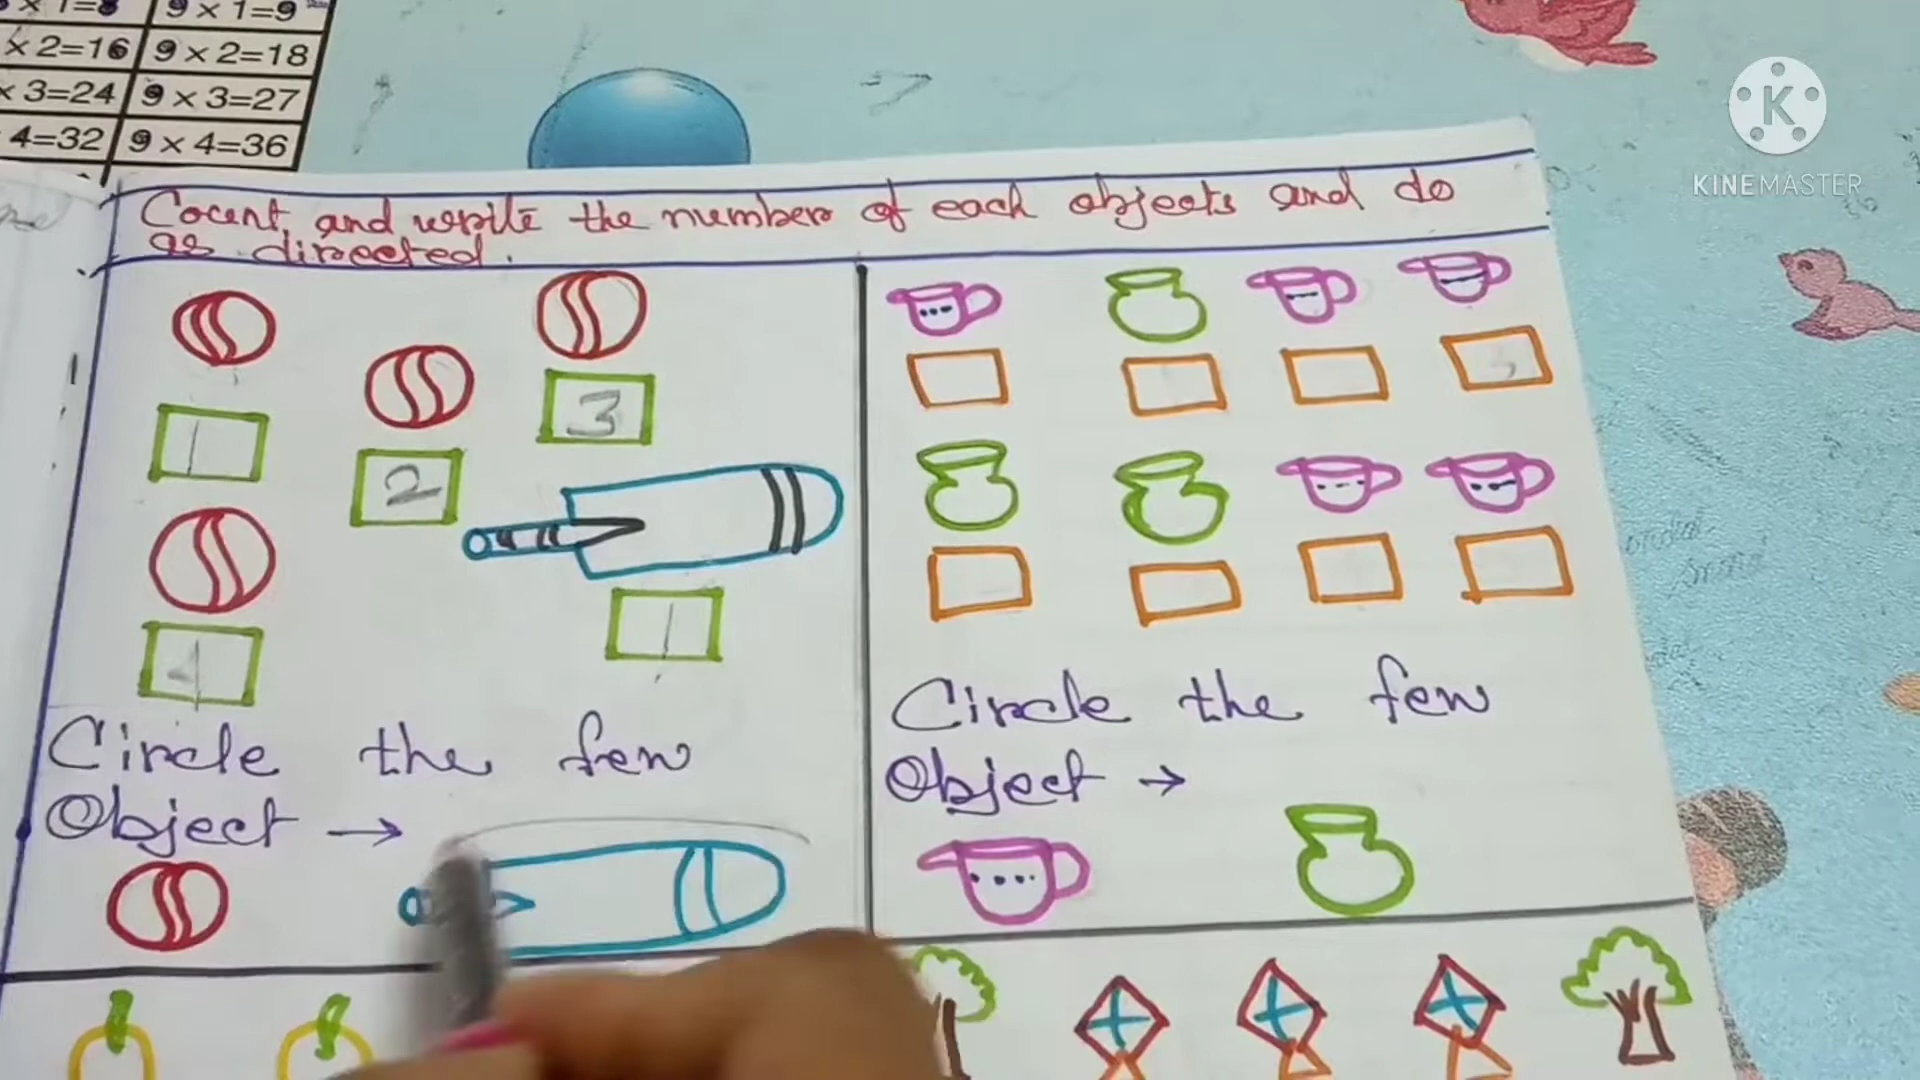 × 1=8 9 × 1=9
× 2=16 9 × 2=18
× 3=24 9 × 3=27
4=32 9 × 4=36
K
KINEMASTER
Count and write the number of each objects and do
as directed.
1
2
3
4
1
Circle the few
Object →
Circle the few
Object →